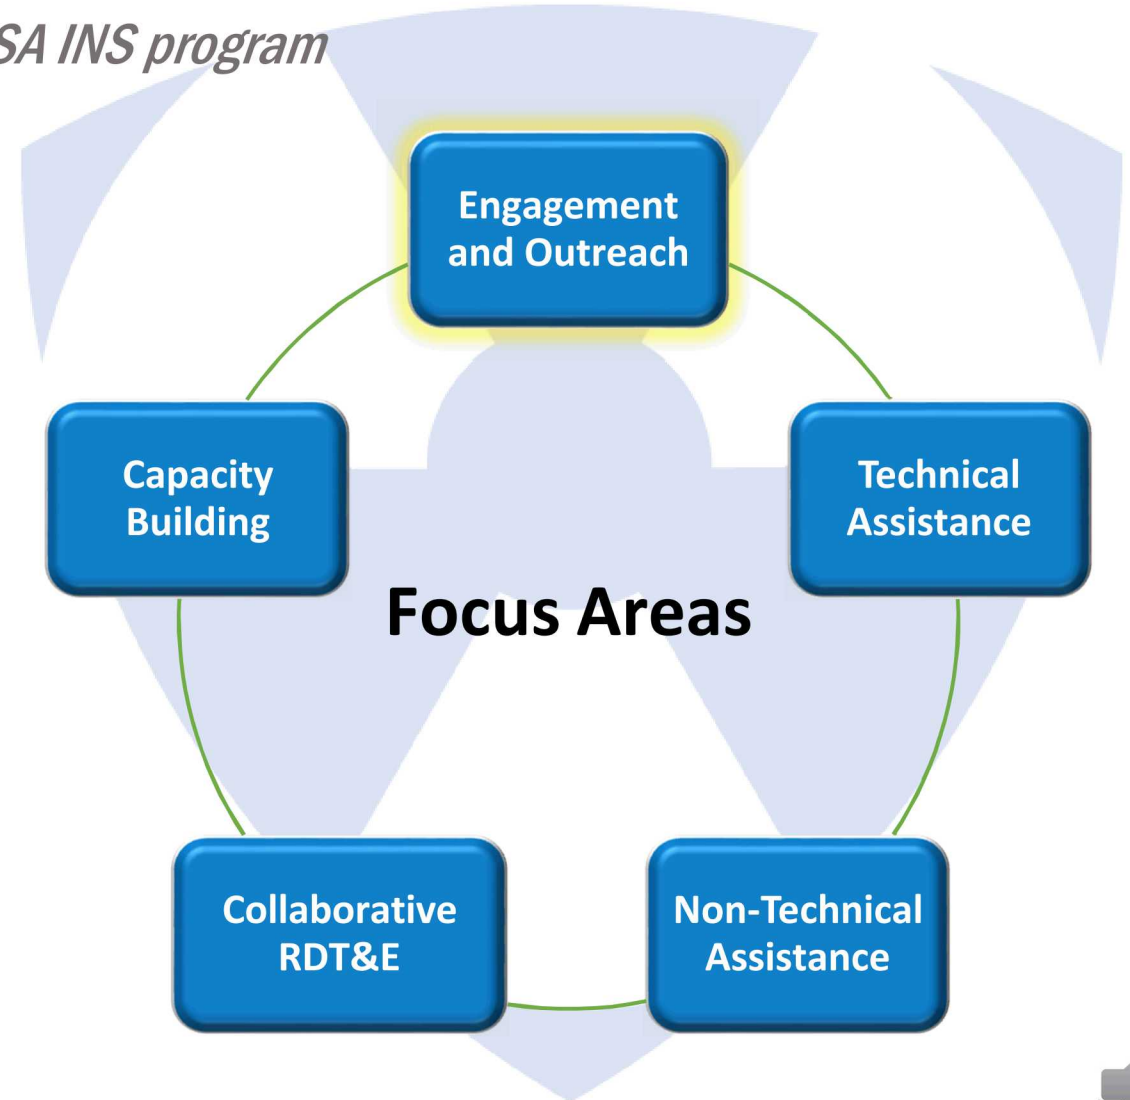 SA INS program
Engagement
and Outreach
Capacity
Building
Technical
Assistance
Focus Areas
Collaborative
RDT&E
Non-Technical
Assistance